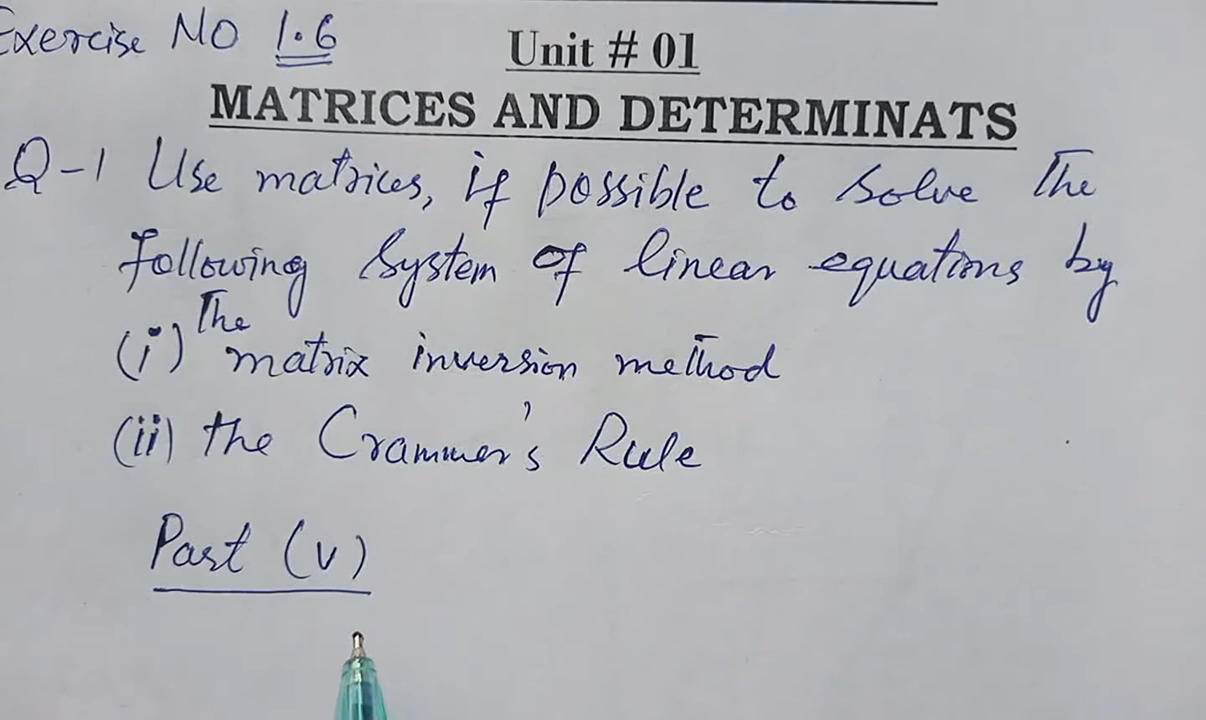 Exercise NO 1.6
Unit # 01
MATRICES AND DETERMINATS
Q-1 Use matrices, if possible to solve The
following system of linear equations by
(i) The matrix inversion method
(ii) the Crammer's Rule
Part (v)